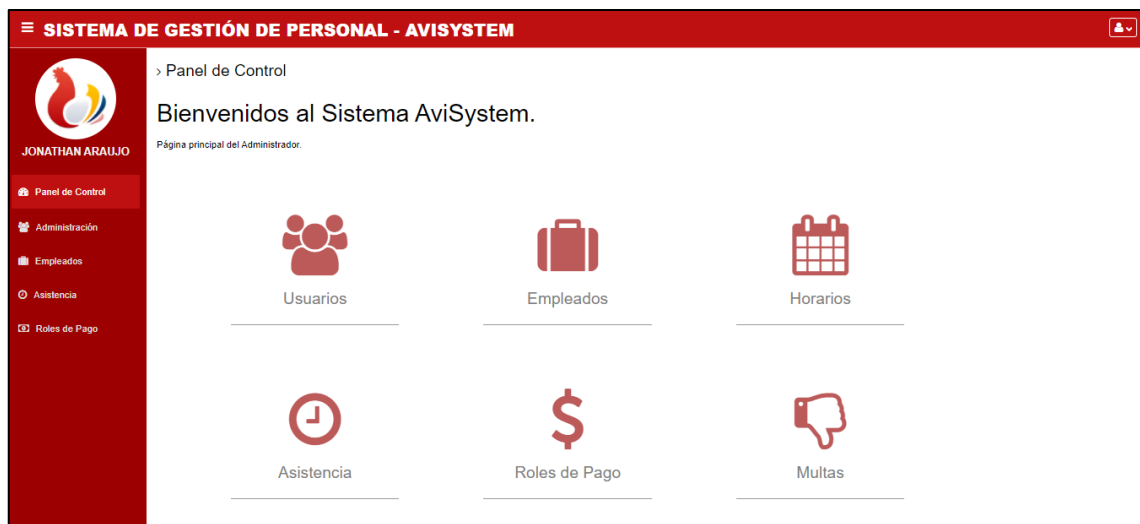 SISTEMA DE GESTIÓN DE PERSONAL - AVISYSTEM
JONATHAN ARAUJO
Panel de Control
Administración
Empleados
Asistencia
Roles de Pago
› Panel de Control
Bienvenidos al Sistema AviSystem.
Página principal del Administrador.
Usuarios Empleados Horarios
Asistencia Roles de Pago Multas